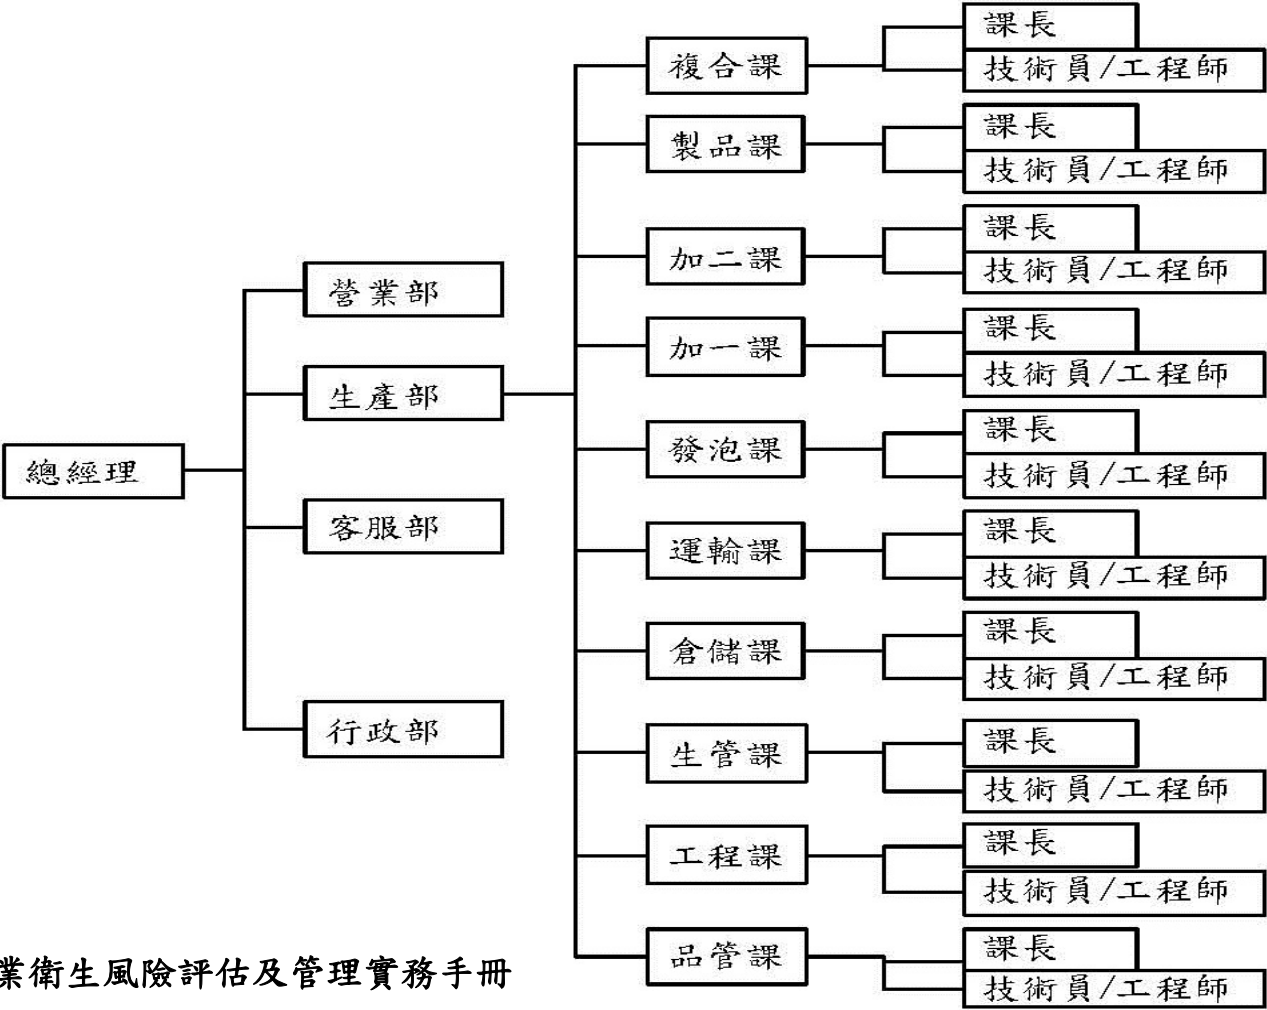 總經理
營業部
生產部
客服部
行政部
複合課
課長
技術員/工程師
製品課
課長
技術員/工程師
加二課
課長
技術員/工程師
加一課
課長
技術員/工程師
發泡課
課長
技術員/工程師
運輸課
課長
技術員/工程師
倉儲課
課長
技術員/工程師
生管課
課長
技術員/工程師
工程課
課長
技術員/工程師
品管課
課長
技術員/工程師
業衛生風險評估及管理實務手冊